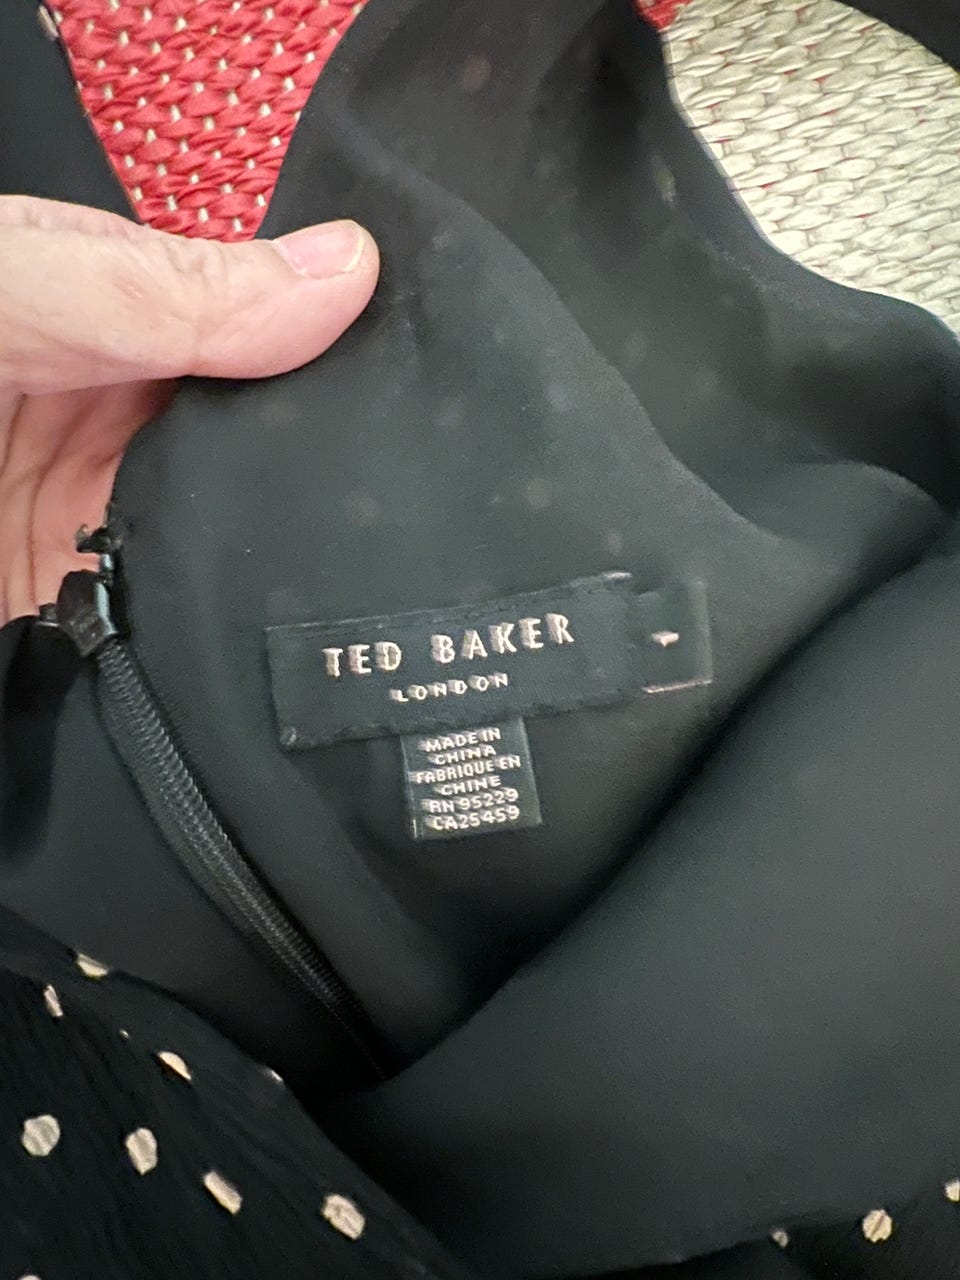 TED BAKER
LONDON
MADE IN
CHINA
FABRIQUE EN
CHINE
RN 95229
CA25459